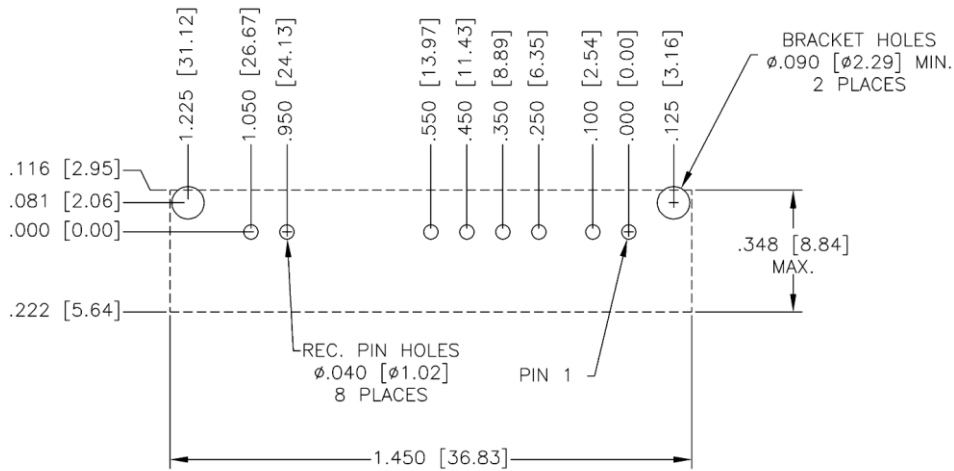 1.225 [31.12]
1.050 [26.67]
.950 [24.13]
.550 [13.97]
.450 [11.43]
.350 [8.89]
.250 [6.35]
.100 [2.54]
.000 [0.00]
.125 [3.16]
BRACKET HOLES
ø.090 [ø2.29] MIN.
2 PLACES
.116 [2.95]
.081 [2.06]
.000 [0.00]
.222 [5.64]
.348 [8.84]
MAX.
REC. PIN HOLES
ø.040 [ø1.02]
8 PLACES
PIN 1
1.450 [36.83]